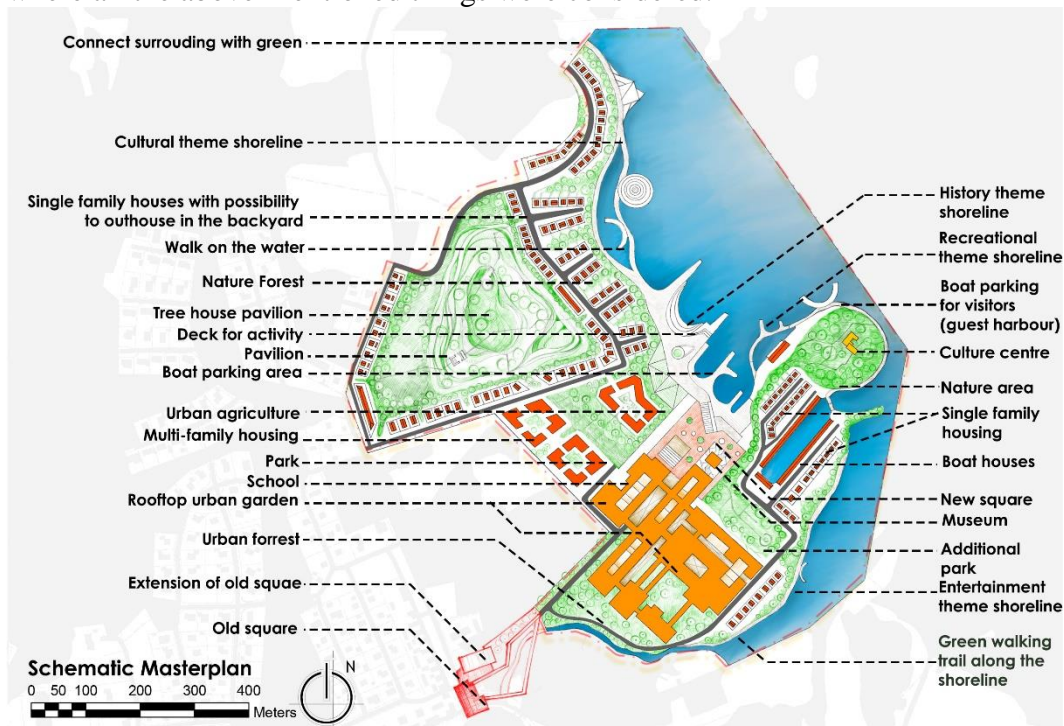 Connect surrouding with green
Cultural theme shoreline
Single family houses with possibility
to outhouse in the backyard
Walk on the water
Nature Forest
Tree house pavilion
Deck for activity
Pavilion
Boat parking area
Urban agriculture
Multi-family housing
Park
School
Rooftop urban garden
Urban forrest
Extension of old squae
Old square
History theme
shoreline
Recreational
theme shoreline
Boat parking
for visitors
(guest harbour)
Culture centre
Nature area
Single family
housing
Boat houses
New square
Museum
Additional
park
Entertainment
theme shoreline
Green walking
trail along the
shoreline
Schematic Masterplan
0 50 100 200 300 400
Meters
N